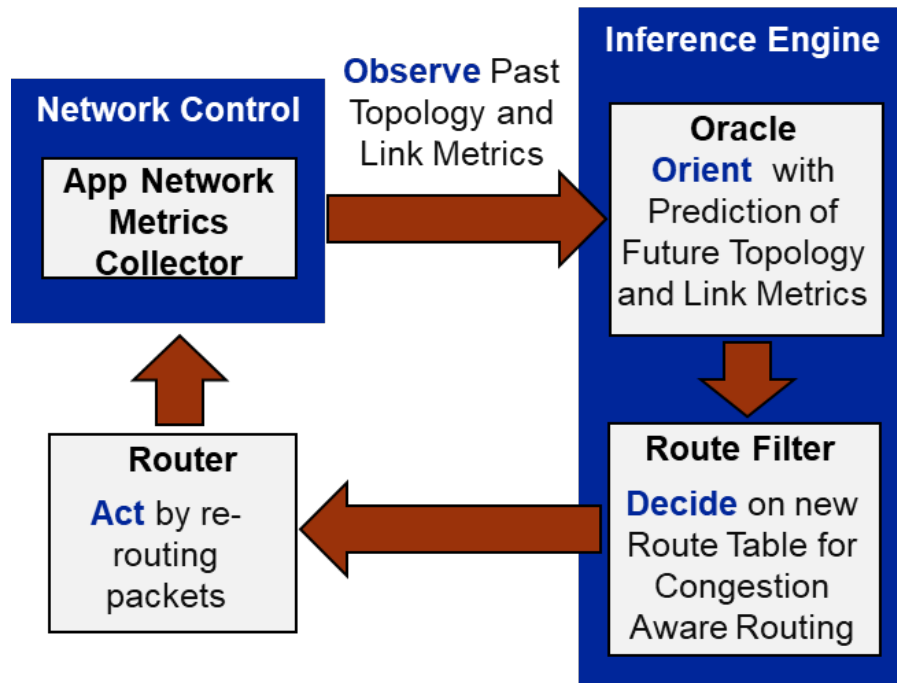 Network Control
App Network
Metrics
Collector
Observe Past
Topology and
Link Metrics
Inference Engine
Oracle
Orient with
Prediction of
Future Topology
and Link Metrics
Route Filter
Decide on new
Route Table for
Congestion
Aware Routing
Router
Act by re-
routing
packets